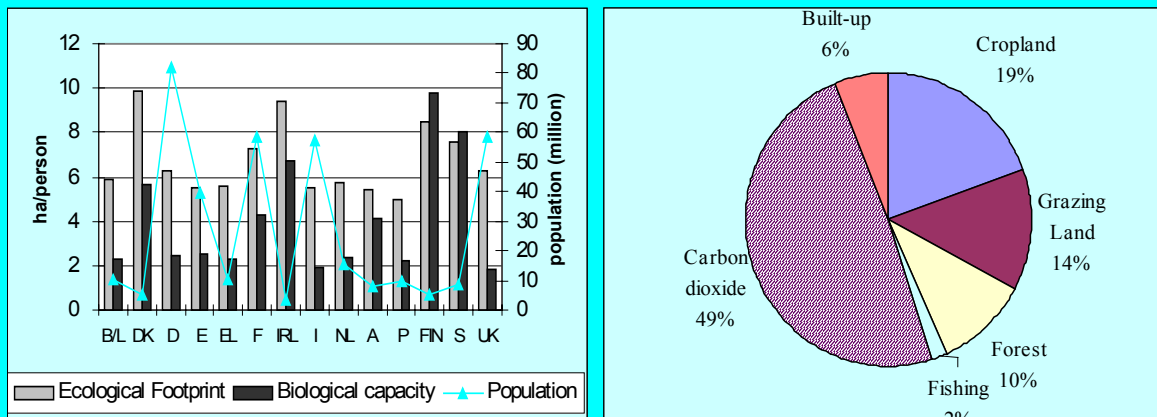 12
10
8
6
4
2
0
ha/person
90
80
70
60
50
40
30
20
10
0
population (million)
B/L DK D E EL F IRL I NL A P FIN S UK
Ecological Footprint Biological capacity Population
Built-up
6%
Cropland
19%
Grazing
Land
14%
Carbon
dioxide
49%
Forest
10%
Fishing
2%